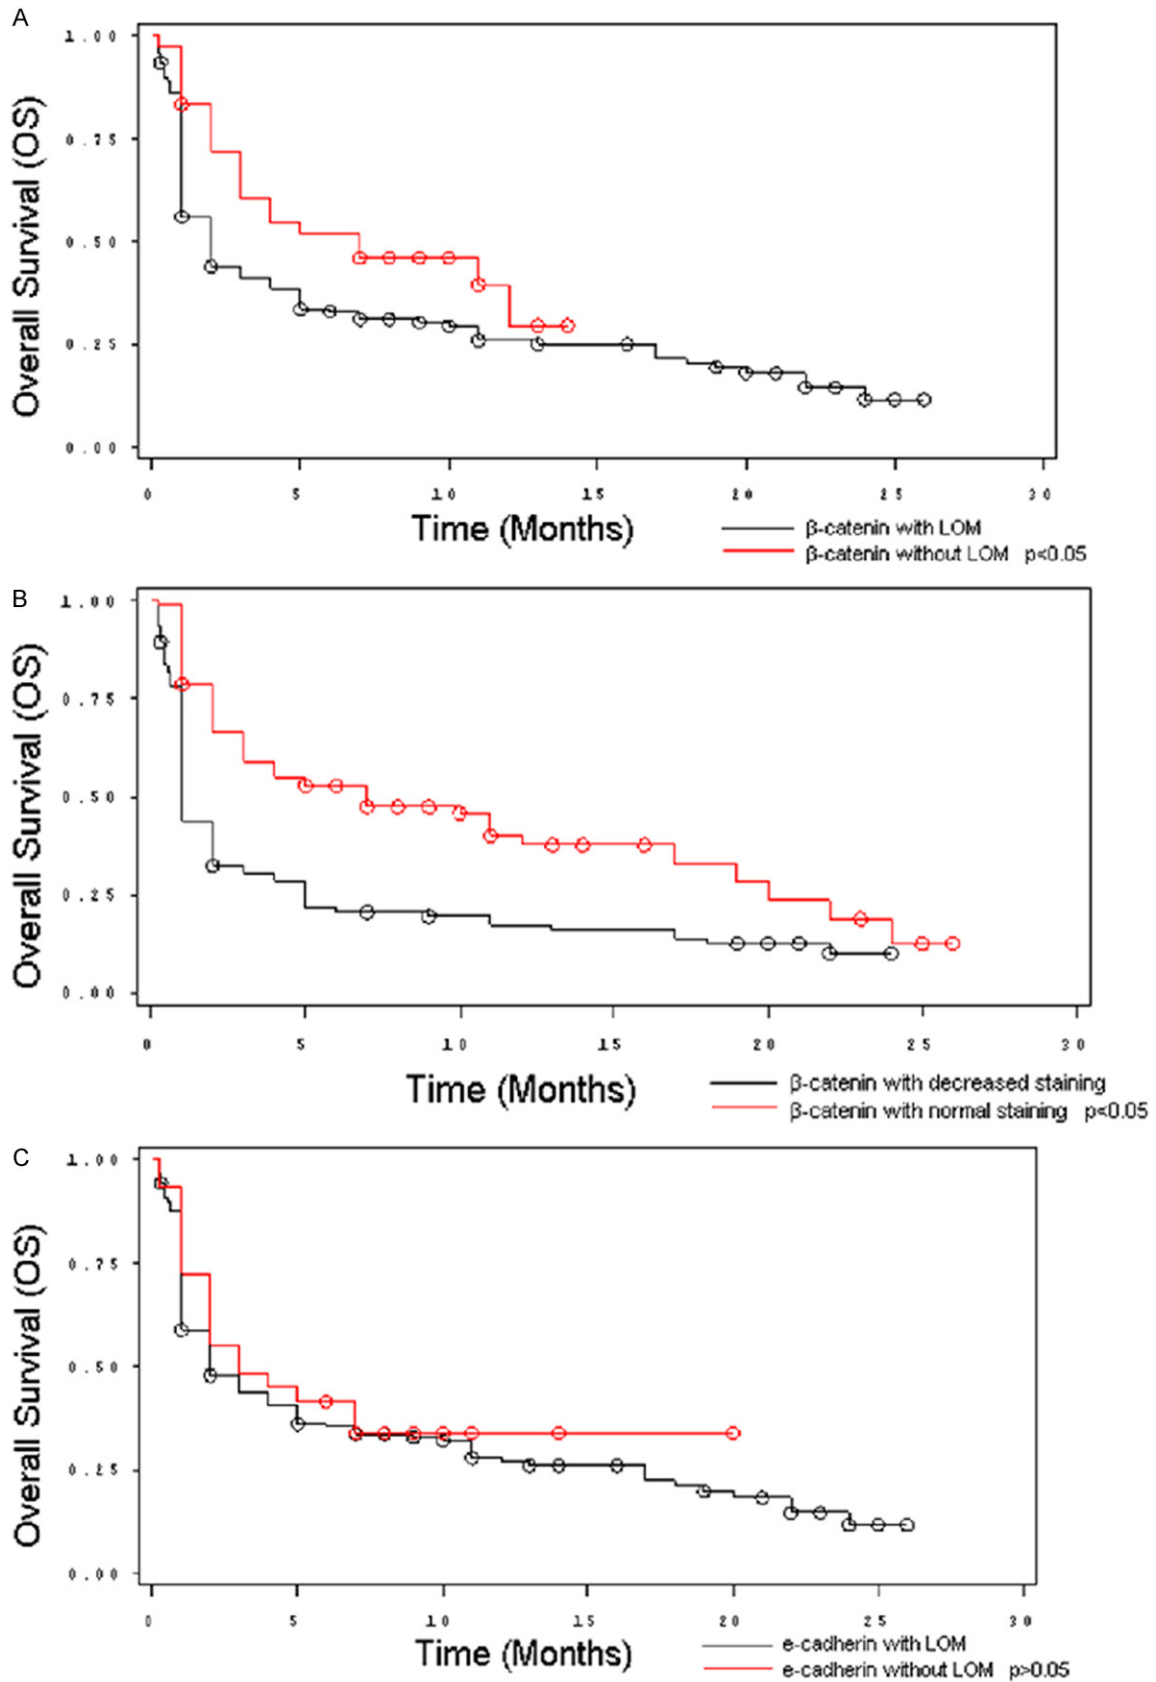 A
Overall Survival (OS)
1.00
0.75
0.50
0.25
0.00
0 5 10 15 20 25 30
Time (Months)
β-catenin with LOM
β-catenin without LOM p<0.05
B
Overall Survival (OS)
1.00
0.75
0.50
0.25
0.00
0 5 10 15 20 25 30
Time (Months)
β-catenin with decreased staining
β-catenin with normal staining p<0.05
C
Overall Survival (OS)
1.00
0.75
0.50
0.25
0.00
0 5 10 15 20 25 30
Time (Months)
e-cadherin with LOM
e-cadherin without LOM p>0.05